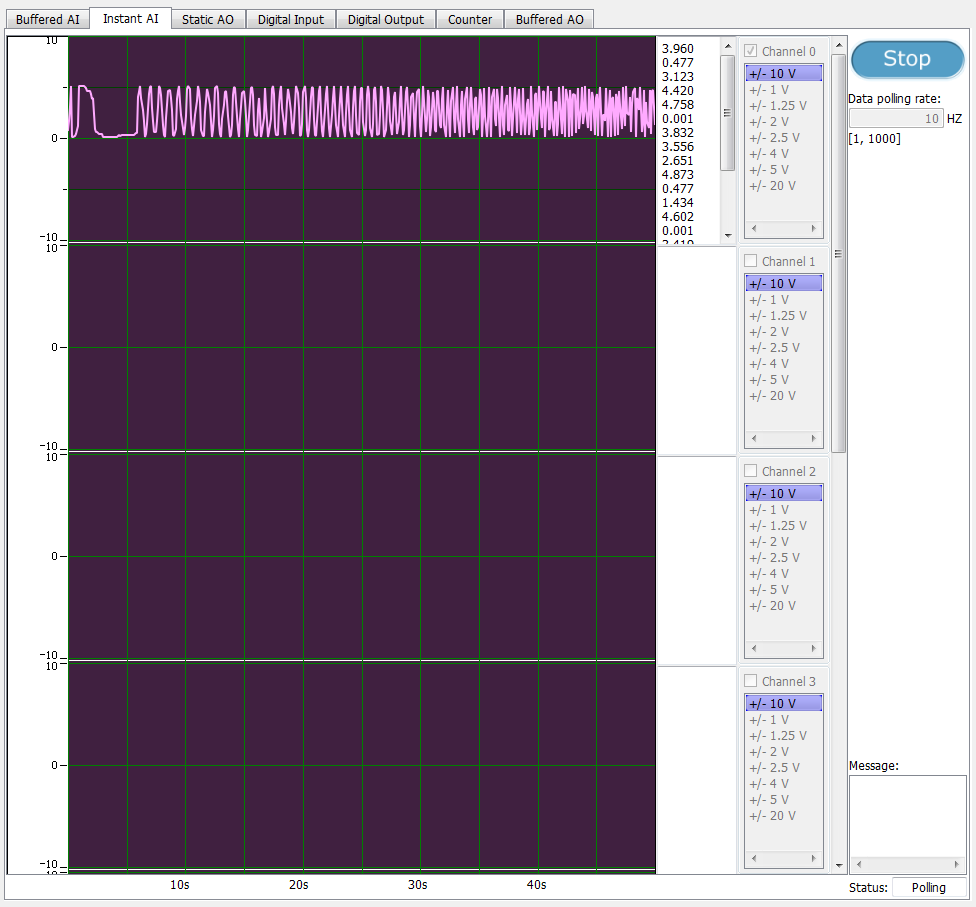 Buffered AI Instant AI Static AO Digital Input Digital Output Counter Buffered AO
10
0
-10
3.960
0.477
3.123
4.420
4.758
0.001
3.832
3.556
2.651
4.873
0.477
1.434
4.602
0.001
Channel 0
+/- 10 V
+/- 1 V
+/- 1.25 V
+/- 2 V
+/- 2.5 V
+/- 4 V
+/- 5 V
+/- 20 V
Stop
Data polling rate:
10 HZ
[1, 1000]
10
0
-10
Channel 1
+/- 10 V
+/- 1 V
+/- 1.25 V
+/- 2 V
+/- 2.5 V
+/- 4 V
+/- 5 V
+/- 20 V
10
0
-10
Channel 2
+/- 10 V
+/- 1 V
+/- 1.25 V
+/- 2 V
+/- 2.5 V
+/- 4 V
+/- 5 V
+/- 20 V
10
0
-10
Channel 3
+/- 10 V
+/- 1 V
+/- 1.25 V
+/- 2 V
+/- 2.5 V
+/- 4 V
+/- 5 V
+/- 20 V
10s 20s 30s 40s
Message:
Status: Polling